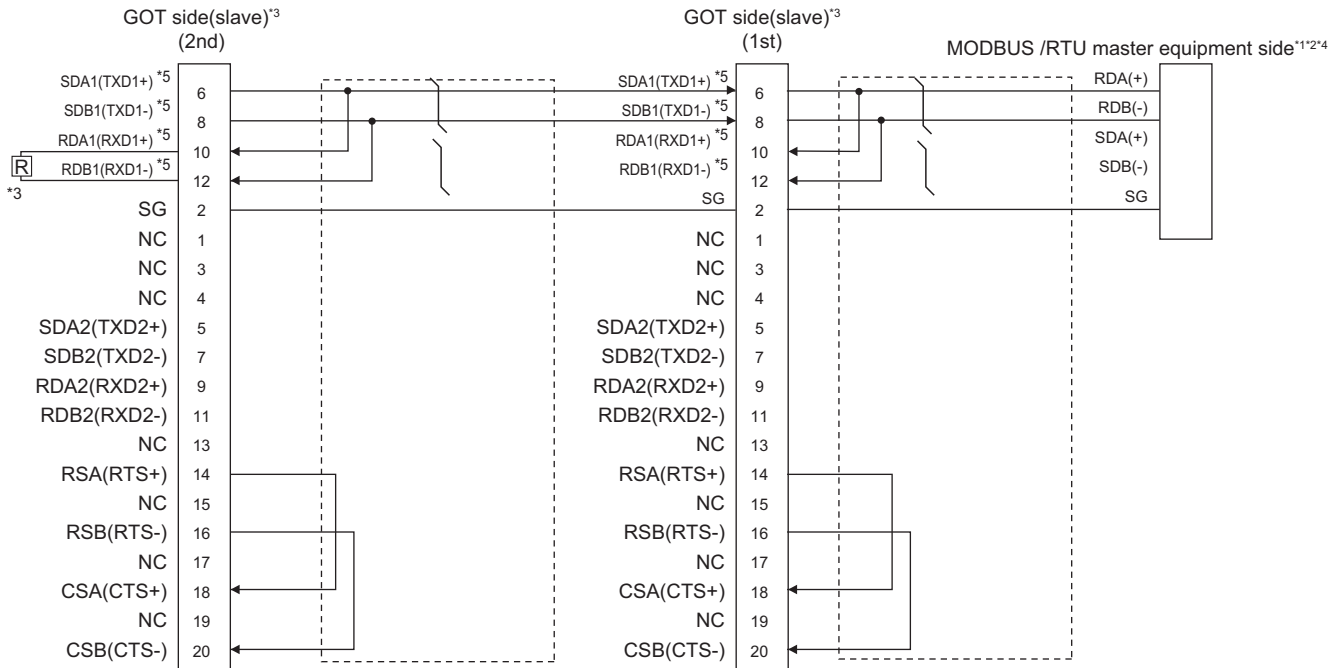 GOT side(slave)*3
(2nd)
GOT side(slave)*3
(1st)
MODBUS /RTU master equipment side*1*2*4
SDA1(TXD1+) *5 6 SDA1(TXD1+) *5 6 RDA(+)
SDB1(TXD1-) *5 8 SDB1(TXD1-) *5 8 RDB(-)
RDA1(RXD1+) *5 10 RDA1(RXD1+) *5 10 SDA(+)
R RDB1(RXD1-) *5 12 RDB1(RXD1-) *5 12 SDB(-)
*3
SG 2 SG 2 SG
NC 1 NC 1
NC 3 NC 3
NC 4 NC 4
SDA2(TXD2+) 5 SDA2(TXD2+) 5
SDB2(TXD2-) 7 SDB2(TXD2-) 7
RDA2(RXD2+) 9 RDA2(RXD2+) 9
RDB2(RXD2-) 11 RDB2(RXD2-) 11
NC 13 NC 13
RSA(RTS+) 14 RSA(RTS+) 14
NC 15 NC 15
RSB(RTS-) 16 RSB(RTS-) 16
NC 17 NC 17
CSA(CTS+) 18 CSA(CTS+) 18
NC 19 NC 19
CSB(CTS-) 20 CSB(CTS-) 20